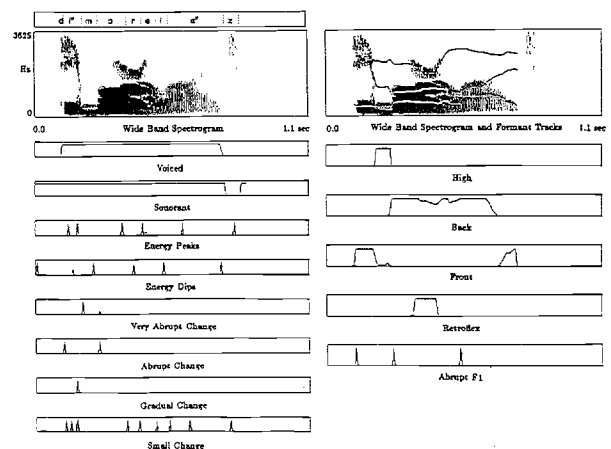 3625
Hz
0
0.0 Wide Band Spectrogram 1.1 sec
Voiced
Sonorant
Energy Peaks
Energy Dips
Very Abrupt Change
Abrupt Change
Gradual Change
Small Change
0.0 Wide Band Spectrogram and Formant Tracks 1.1 sec
High
Back
Front
Retroflex
Abrupt F1